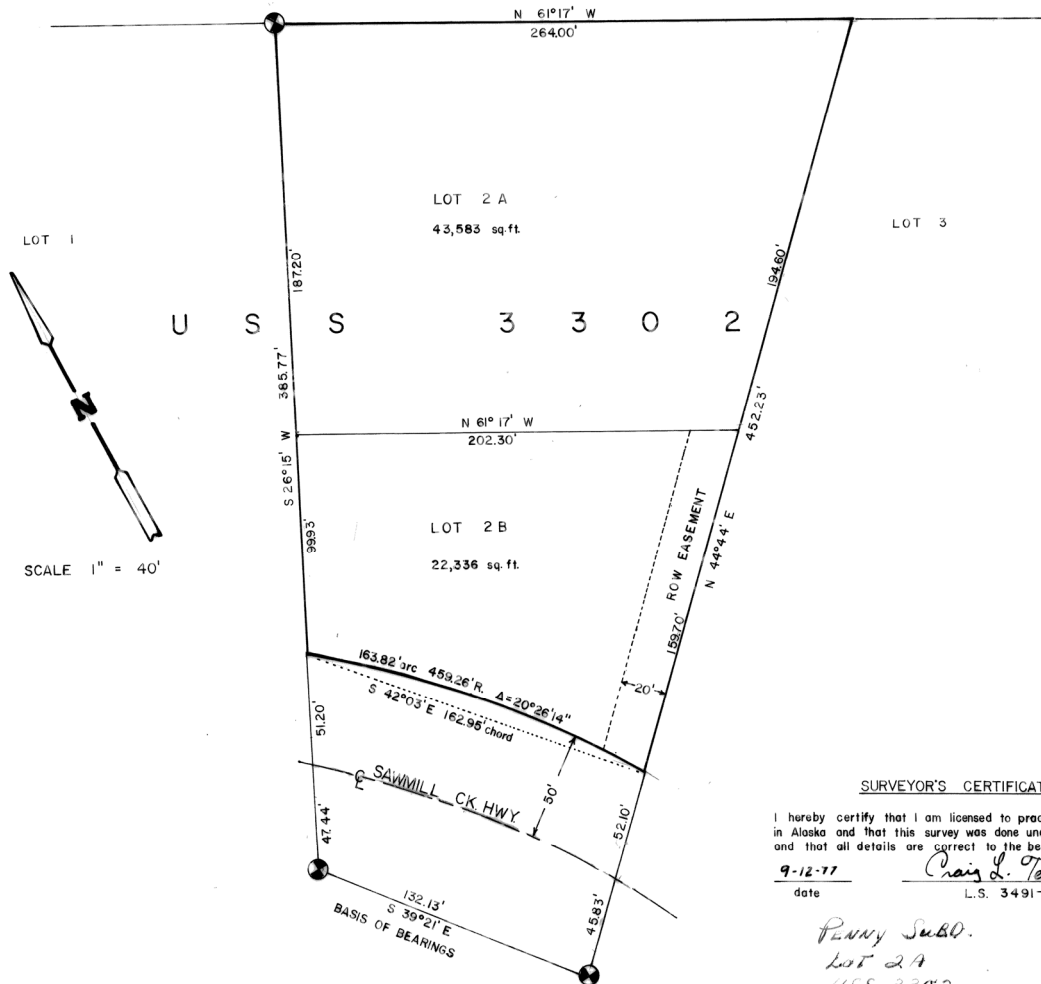 N 61°17' W
264.00'
LOT 2 A
43,583 sq. ft.
LOT 1
LOT 3
187.20'
194.60'
U S S 3 3 0 2
385.77'
452.23'
N
N 61° 17' W
202.30'
S 26°15' W
N 44°44' E
ROW EASEMENT
LOT 2 B
22,336 sq. ft.
99.93'
159.70'
SCALE 1" = 40'
163.82' arc 459.26' R. Δ=20°26'14"
S 42°03' E 162.95' chord
20'
51.20'
℄ SAWMILL CK. HWY.
50'
52.10'
47.44'
45.83'
132.13'
S 39°21' E
BASIS OF BEARINGS
SURVEYOR'S CERTIFICAT
I hereby certify that I am licensed to prac
in Alaska and that this survey was done un
and that all details are correct to the be
9-12-77 Craig L.
date L.S. 3491-
PENNY SUBD.
LOT 2A